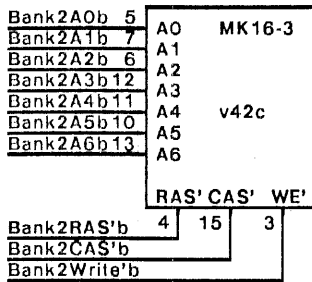 Bank2A0b 5 A0 MK16-3
Bank2A1b 7 A1
Bank2A2b 6 A2
Bank2A3b 12 A3
Bank2A4b 11 A4 v42c
Bank2A5b 10 A5
Bank2A6b 13 A6
RAS' CAS' WE'
Bank2RAS'b 4 15 3
Bank2CAS'b
Bank2Write'b